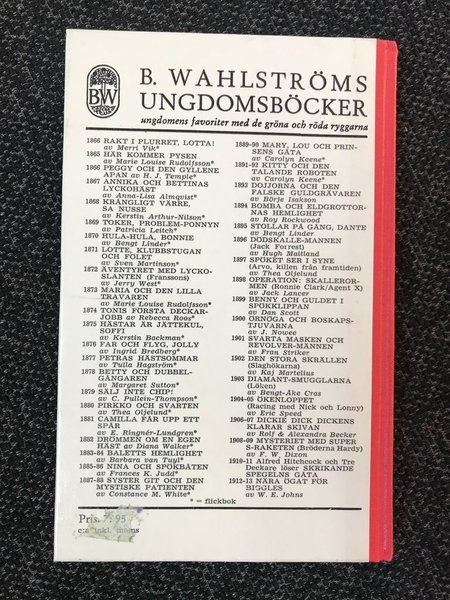 BW
B. WAHLSTRÖMS
UNGDOMSBÖCKER
ungdomens favoriter med de gröna och röda ryggarna
1866 RAKT I PLURRET, LOTTA!
av Merri Vik*
1865 HÄR KOMMER PYSEN
av Marie Louise Rudolfsson*
1866 PEGGY OCH DEN GYLLENE
APAN av H. J. Temple*
1867 ANNIKA OCH BETTINAS
LYCKOHÄST
av Anna-Lisa Almqvist*
1868 KRÅNGLIGT VÄRRE,
SA NUSSE
av Kerstin Arthur-Nilson*
1869 TOKER, PROBLEM-PONNYN
av Patricia Leitch*
1870 HULA-HULA, BONNIE
av Bengt Linder*
1871 LOTTE, KLUBBSTUGAN
OCH FÖLET
av Sven Martinson*
1872 ÄVENTYRET MED LYCKO-
SLANTEN (Franssons)
av Jerry West*
1873 MARIA OCH DEN LILLA
TRAVAREN
av Marie Louise Rudolfsson*
1874 TONIS FÖRSTA DECKAR-
JOBB av Rebecca Roos*
1875 HÄSTAR ÄR JÄTTEKUL,
SOFFI
av Kerstin Backman*
1876 FAR OCH FLYG, JOLLY
av Ingrid Bredberg*
1877 PETRAS HÄSTSOMMAR
av Tulla Hagström*
1878 BETTY OCH DUBBEL-
GÅNGAREN
av Margaret Sutton*
1879 SÄLJ INTE CHIP!
av C. Pullein-Thompson*
1880 PIRKKO OCH SVARTEN
av Thea Oljelund*
1881 CAMILLA FÅR UPP ETT
SPÅR
av E. Ringnér-Lundgren*
1882 DRÖMMEN OM EN EGEN
HÄST av Diana Walker*
1883-84 BALETTS HEMLIGHET
av Barbara van Tuyl*
1885-86 NINA OCH SPÖKBÅTEN
av Frances K. Judd*
1887-88 SYSTER GIT OCH DEN
MYSTISKE PATIENTEN
av Constance M. White*
1889-90 MARY, LOU OCH PRIN-
SENS GÅTA
av Carolyn Keene*
1891-92 KITTY OCH DEN
TALANDE ROBOTEN
av Carolyn Keene*
1893 DOJJORNA OCH DEN
FALSKE GULDGRÄVAREN
av Börje Isakson
1894 BOMBA OCH ELDGROTTOR-
NAS HEMLIGHET
av Roy Rockwood
1895 STOLLAR PÅ GÅNG, DANTE
av Bengt Linder
1896 DÖDSKALLE-MANNEN
(Jack Forrest)
av Hugh Maitland
1897 SPÖKET SER I SYNE
(Arvo, killen från framtiden)
av Thea Oljelund
1898 OPERATION: SKALLEROR-
MEN (Ronnie Clark/Agent X)
av Jack Lancer
1899 BENNY OCH GULDET I
SPÖKKLIPPAN
av Dan Scott
1900 ÖRNÖGA OCH BOSKAPS-
TJUVARNA
av J. Nowee
1901 SVARTA MASKEN OCH
REVOLVER-MÄNNEN
av Fran Striker
1902 DEN STORA SKRÄLLEN
(Slaghökarna)
av Kaj Martelius
1903 DIAMANT-SMUGGLARNA
(Löken)
av Bengt-Åke Cras
1904-05 ÖKENLOPPET
(Racing med Nick och Lonny)
av Eric Speed
1906-07 DICKIE DICK DICKENS
KLARAR SKIVAN
av Rolf & Alexandra Becker
1908-09 MYSTERIET MED SUPER
S-RAKETEN (Bröderna Hardy)
av F. W. Dixon
1910-11 Alfred Hitchcock och Tre
Deckare löser SKRIKANDE
SPEGELNS GÅTA
1912-13 NÄRA ÖGAT FÖR
BIGGLES
av W. E. Johns
* = flickbok
Pris 7:95
inkl. moms